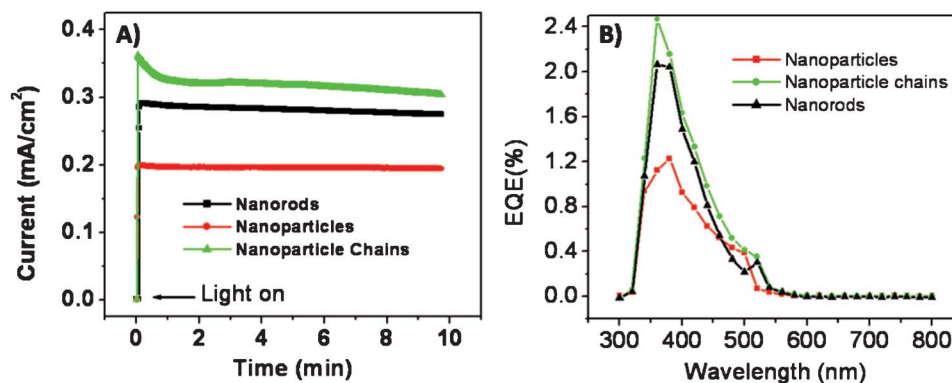 A)
0.4
0.3
0.2
0.1
0.0
Current (mA/cm²)
Nanorods
Nanoparticles
Nanoparticle Chains
Light on
0 2 4 6 8 10
Time (min)
B)
2.4
2.0
1.6
1.2
0.8
0.4
0.0
EQE(%)
Nanoparticles
Nanoparticle chains
Nanorods
300 400 500 600 700 800
Wavelength (nm)